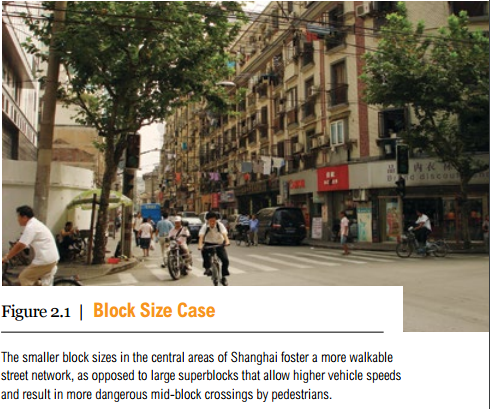 Brand discount
Figure 2.1 | Block Size Case
The smaller block sizes in the central areas of Shanghai foster a more walkable
street network, as opposed to large superblocks that allow higher vehicle speeds
and result in more dangerous mid-block crossings by pedestrians.